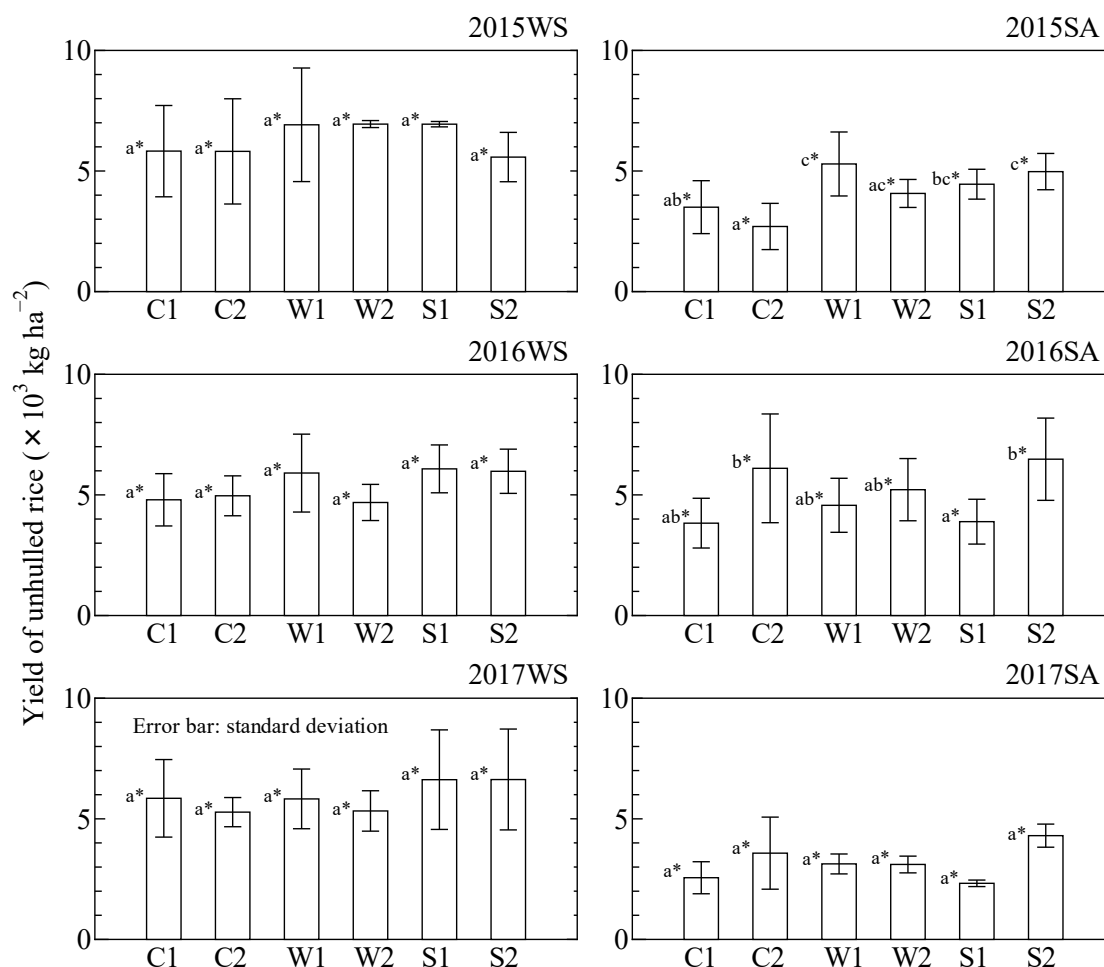 Yield of unhulled rice (×10³ kg ha⁻²)
2015WS
10
5
0
a* a* a* a* a* a*
C1 C2 W1 W2 S1 S2
2015SA
10
5
0
ab* a* c* ac* bc* c*
C1 C2 W1 W2 S1 S2
2016WS
10
5
0
a* a* a* a* a* a*
C1 C2 W1 W2 S1 S2
2016SA
10
5
0
ab* b* ab* ab* a* b*
C1 C2 W1 W2 S1 S2
2017WS
10
5
0
Error bar: standard deviation
a* a* a* a* a* a*
C1 C2 W1 W2 S1 S2
2017SA
10
5
0
a* a* a* a* a* a*
C1 C2 W1 W2 S1 S2